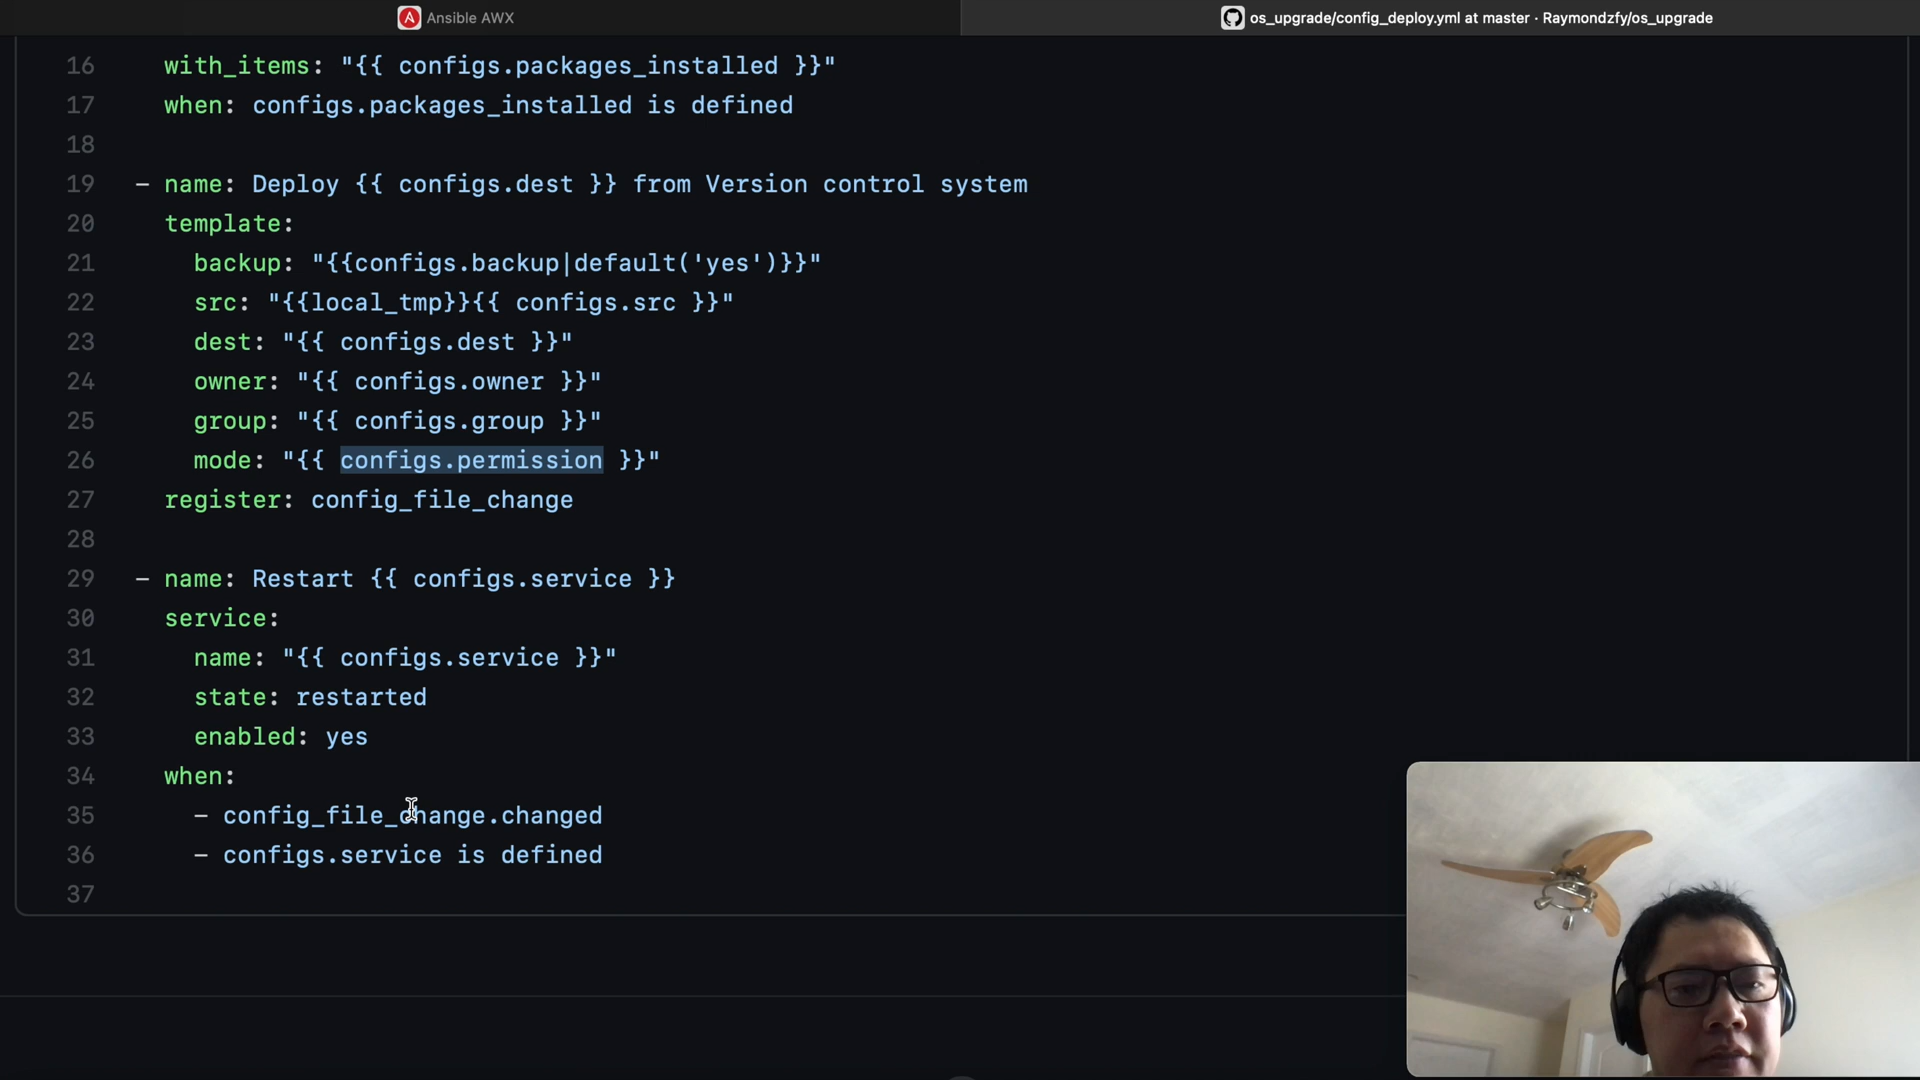 Ansible AWX
os_upgrade/config_deploy.yml at master · Raymondzfy/os_upgrade
16 with_items: "{{ configs.packages_installed }}"
17 when: configs.packages_installed is defined
18
19 - name: Deploy {{ configs.dest }} from Version control system
20 template:
21 backup: "{{configs.backup|default('yes')}}"
22 src: "{{local_tmp}}{{ configs.src }}"
23 dest: "{{ configs.dest }}"
24 owner: "{{ configs.owner }}"
25 group: "{{ configs.group }}"
26 mode: "{{ configs.permission }}"
27 register: config_file_change
28
29 - name: Restart {{ configs.service }}
30 service:
31 name: "{{ configs.service }}"
32 state: restarted
33 enabled: yes
34 when:
35 - config_file_change.changed
36 - configs.service is defined
37